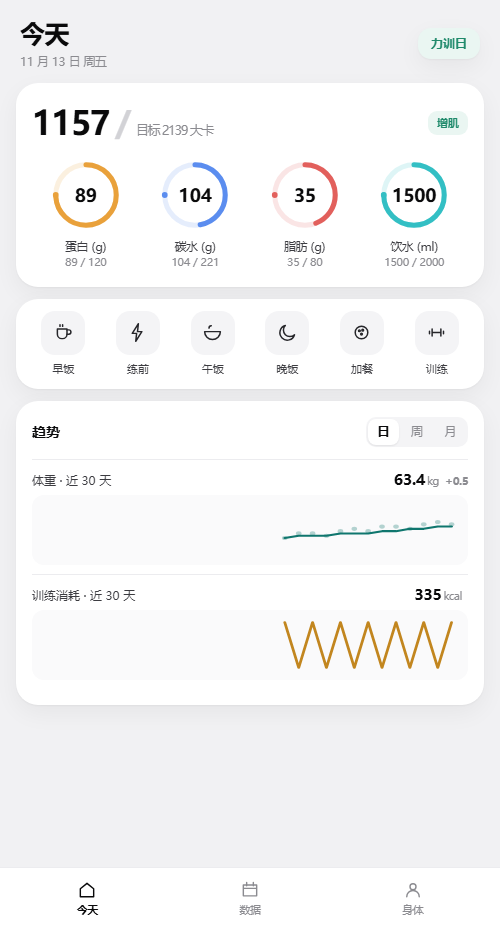 今天
11 月 13 日 周五
力训日
1157 / 目标 2139 大卡
增肌
89 104 35 1500
蛋白 (g) 碳水 (g) 脂肪 (g) 饮水 (ml)
89 / 120 104 / 221 35 / 80 1500 / 2000
早饭 练前 午饭 晚饭 加餐 训练
趋势 日 周 月
体重 · 近 30 天 63.4 kg +0.5
训练消耗 · 近 30 天 335 kcal
今天 数据 身体